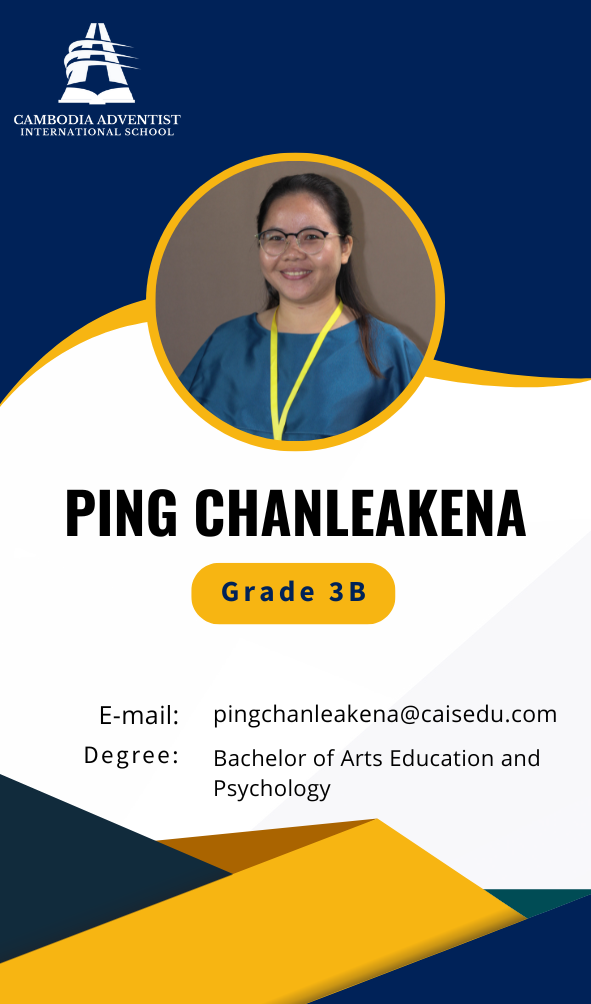 CAMBODIA ADVENTIST
INTERNATIONAL SCHOOL
PING CHANLEAKENA
Grade 3B
E-mail: pingchanleakena@caisedu.com
Degree: Bachelor of Arts Education and
Psychology